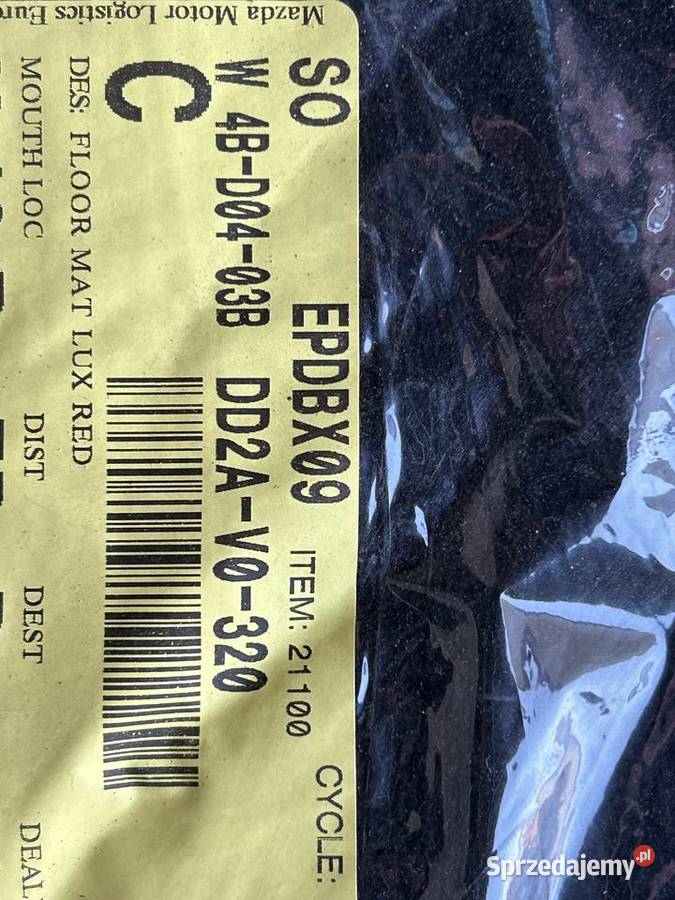 Mazda Motor Logistics Euro
SO EPDBX09 ITEM: 21100 CYCLE:
W 4B-D04-03B DD2A-V0-320
C
DES: FLOOR MAT LUX RED
MOUTH LOC DIST DEST DEAL
Sprzedajemy.pl